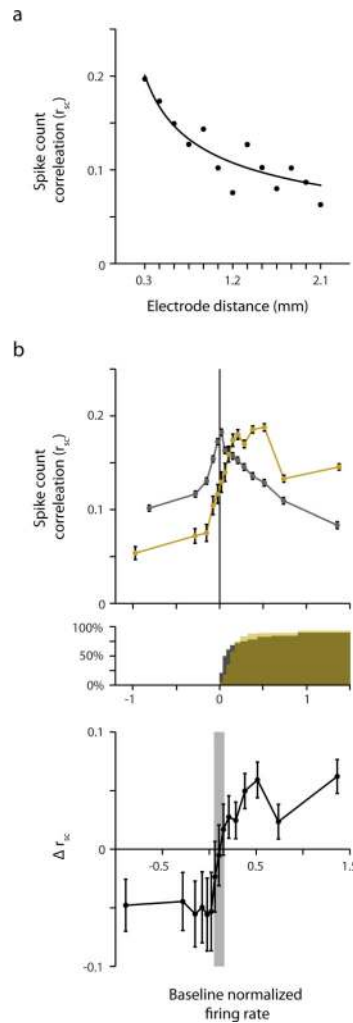 a
0.2
Spike count
correleation (rsc)
0.1
0
0.3
1.2
2.1
Electrode distance (mm)
b
0.2
Spike count
correleation (rsc)
0.1
0
100%
50%
0%
-1
0
1
0.1
Δ rsc
0
-0.5
0.5
1.5
-0.1
Baseline normalized
firing rate